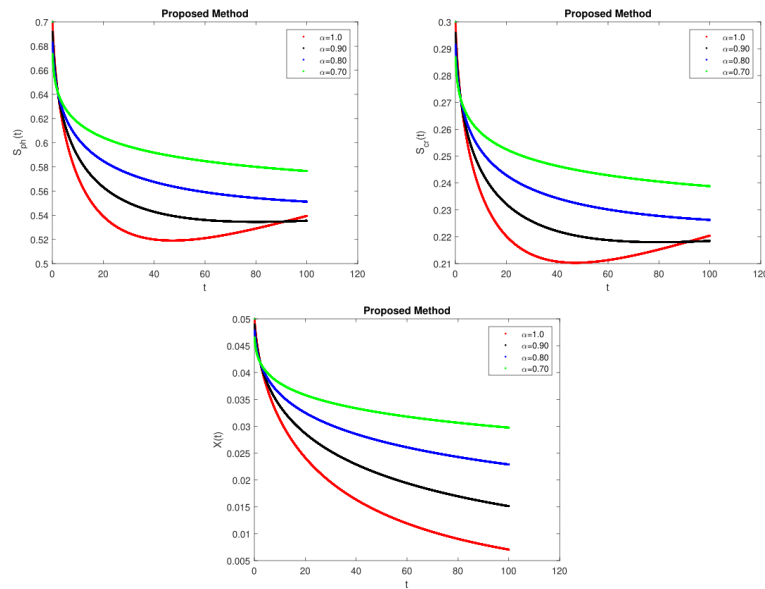 Proposed Method
0.7
0.68
0.66
0.64
0.62
0.6
0.58
0.56
0.54
0.52
0.5
S_ph(t)
α=1.0
α=0.90
α=0.80
α=0.70
0 20 40 60 80 100 120
t
Proposed Method
0.3
0.29
0.28
0.27
0.26
0.25
0.24
0.23
0.22
0.21
S_cr(t)
α=1.0
α=0.90
α=0.80
α=0.70
0 20 40 60 80 100 120
t
Proposed Method
0.05
0.045
0.04
0.035
0.03
0.025
0.02
0.015
0.01
0.005
X(t)
α=1.0
α=0.90
α=0.80
α=0.70
0 20 40 60 80 100 120
t